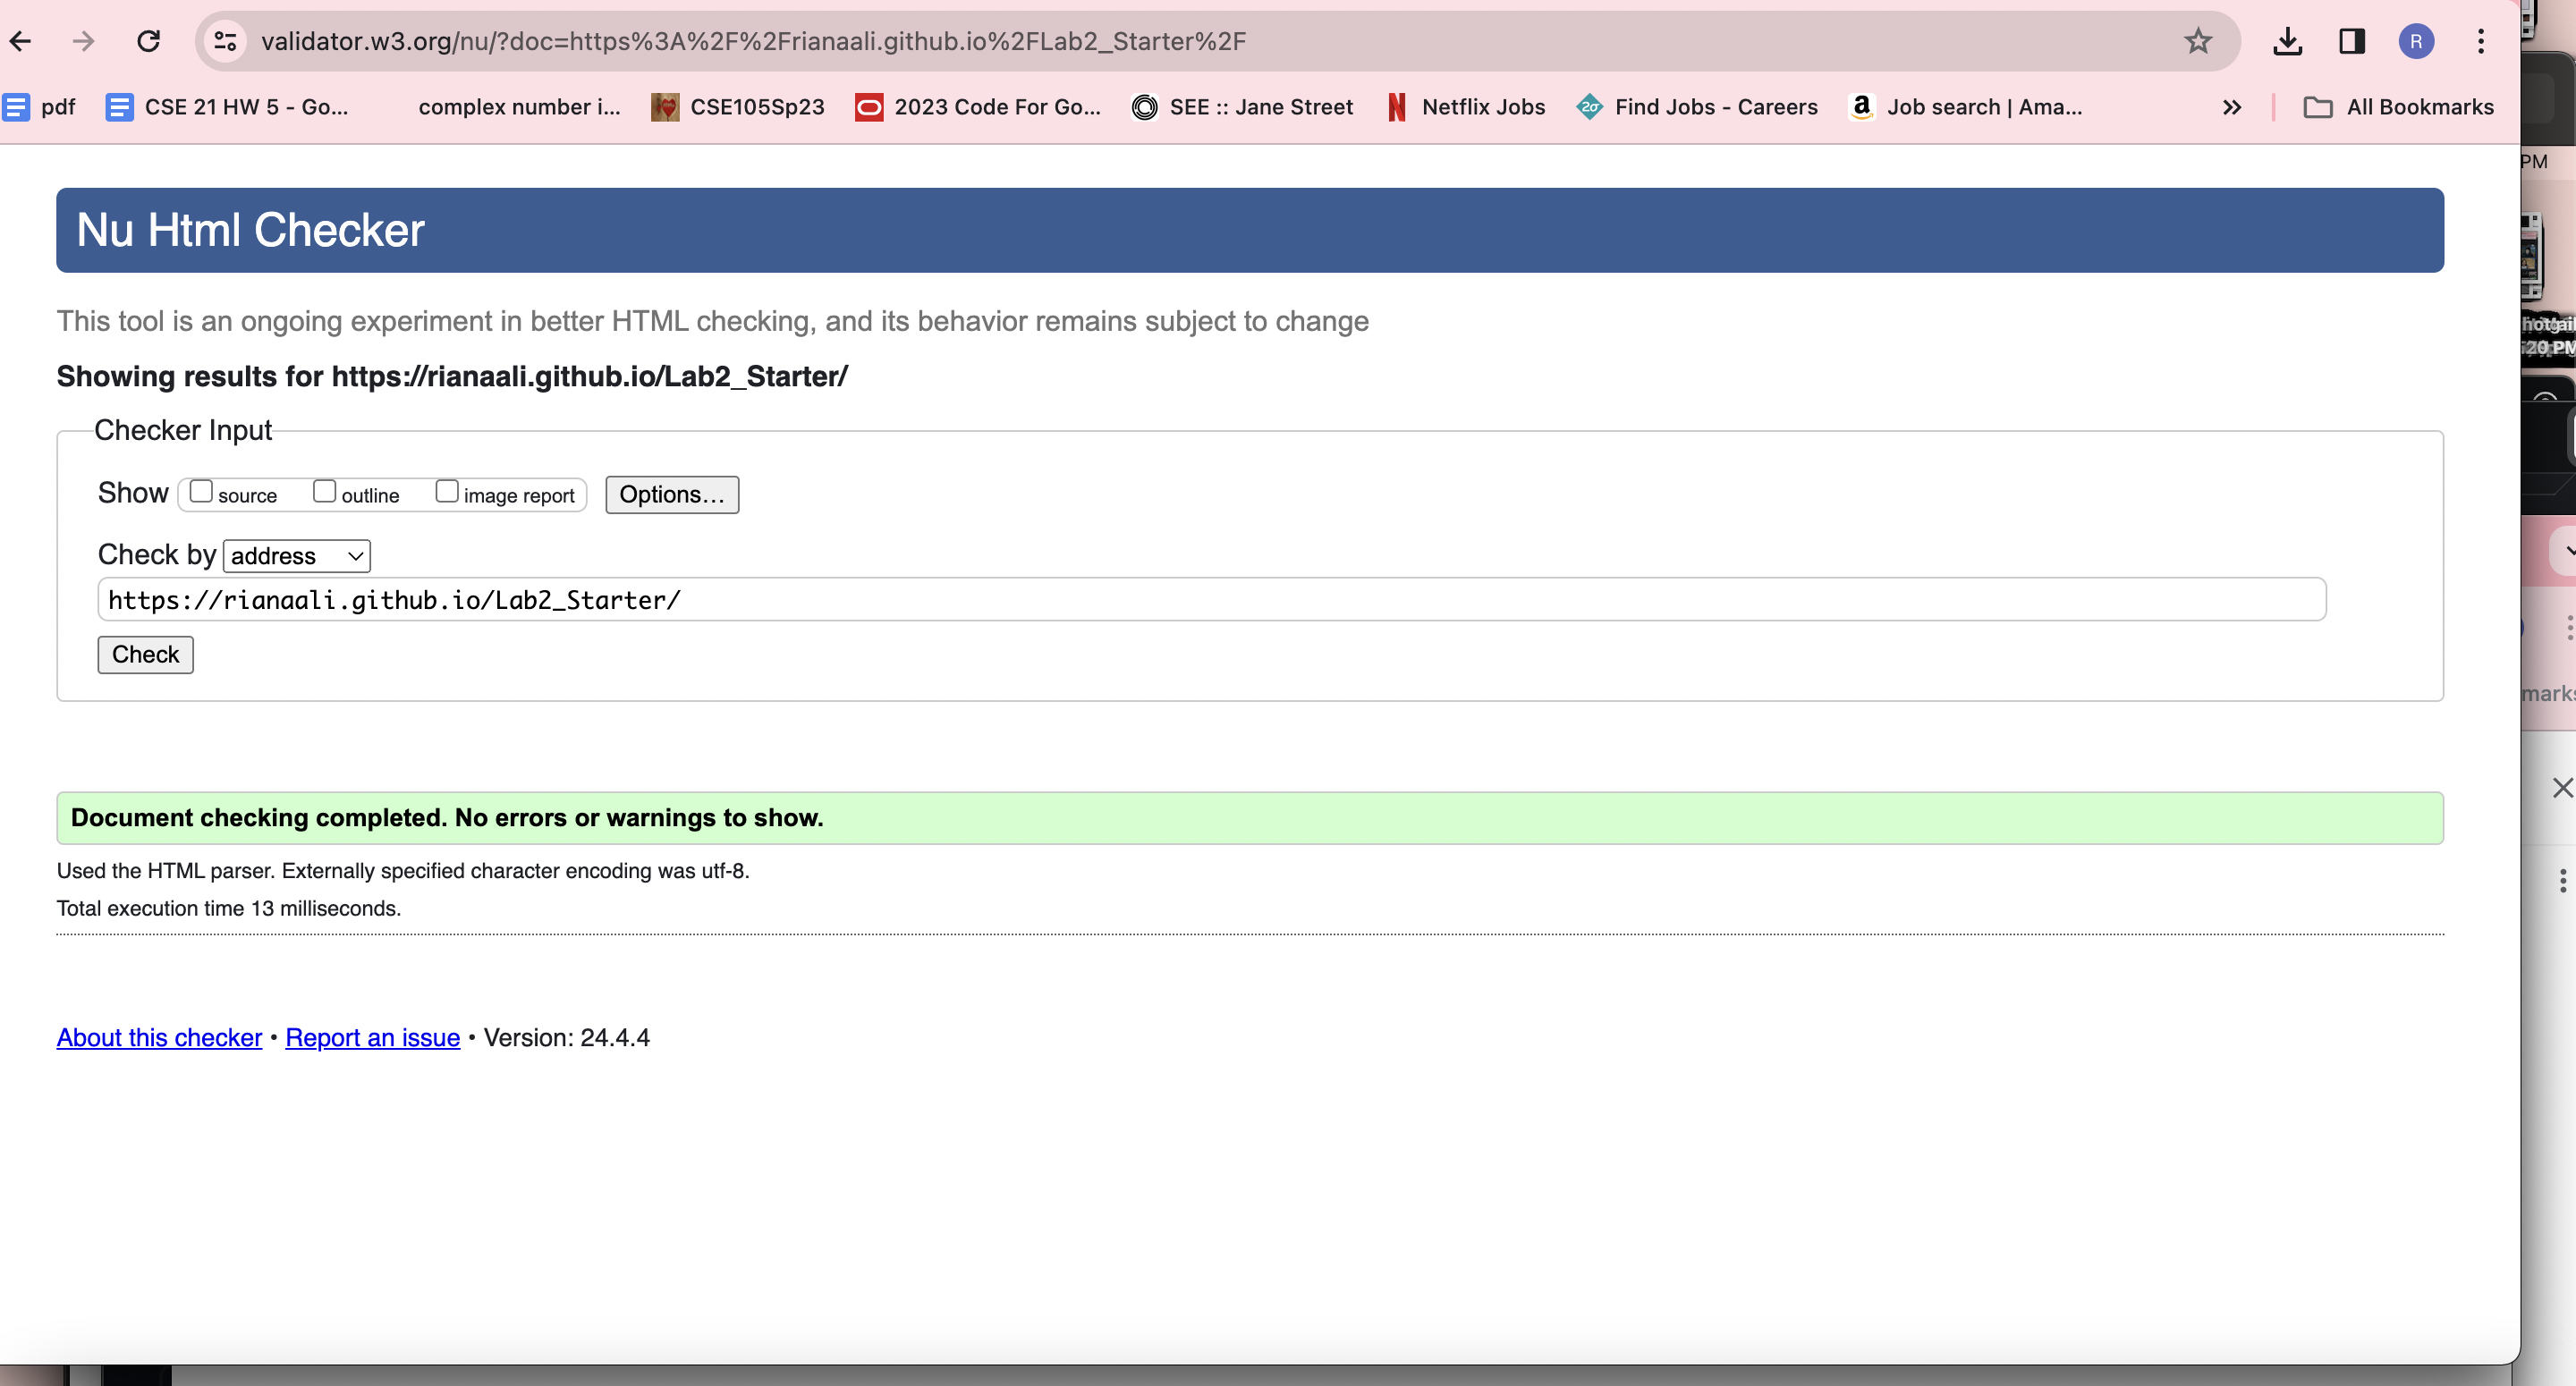 validator.w3.org/nu/?doc=https%3A%2F%2Frianaali.github.io%2FLab2_Starter%2F
R
pdf
CSE 21 HW 5 - Go...
complex number i...
CSE105Sp23
2023 Code For Go...
SEE :: Jane Street
Netflix Jobs
Find Jobs - Careers
Job search | Ama...
»
All Bookmarks
PM
Nu Html Checker
This tool is an ongoing experiment in better HTML checking, and its behavior remains subject to change
Showing results for https://rianaali.github.io/Lab2_Starter/
Checker Input
Show source outline image report Options...
Check by address
https://rianaali.github.io/Lab2_Starter/
Check
marks
Document checking completed. No errors or warnings to show.
Used the HTML parser. Externally specified character encoding was utf-8.
Total execution time 13 milliseconds.
About this checker • Report an issue • Version: 24.4.4